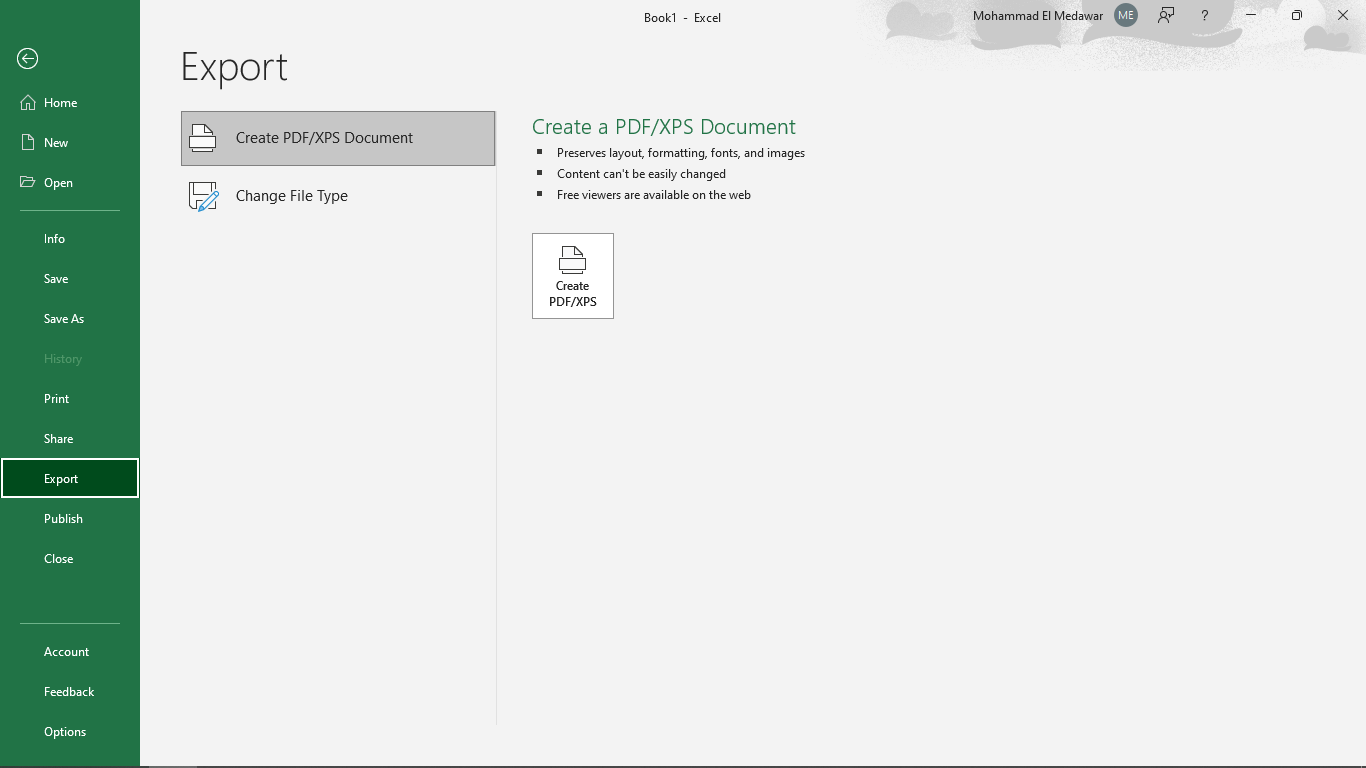 Book1 - Excel
Mohammad El Medawar
ME
?
Export
Home
New
Open
Info
Save
Save As
History
Print
Share
Export
Publish
Close
Account
Feedback
Options
Create PDF/XPS Document
Change File Type
Create a PDF/XPS Document
Preserves layout, formatting, fonts, and images
Content can't be easily changed
Free viewers are available on the web
Create
PDF/XPS